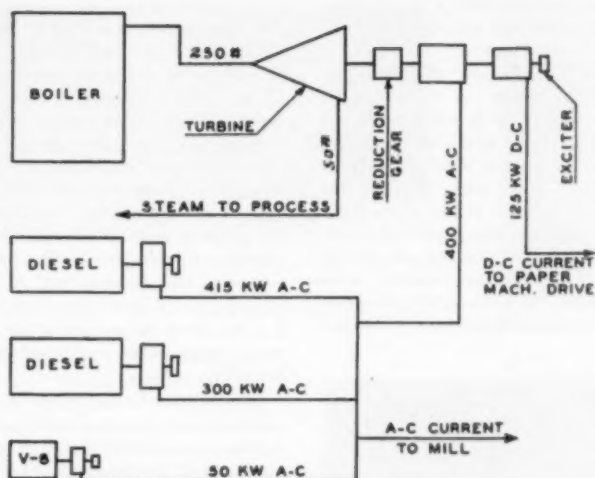 BOILER
250#
TURBINE
50#
REDUCTION
GEAR
400 KW A-C
125 KW D-C
EXCITER
STEAM TO PROCESS
D-C CURRENT
TO PAPER
MACH. DRIVE
DIESEL
415 KW A-C
DIESEL
300 KW A-C
A-C CURRENT
TO MILL
V-8
50 KW A-C